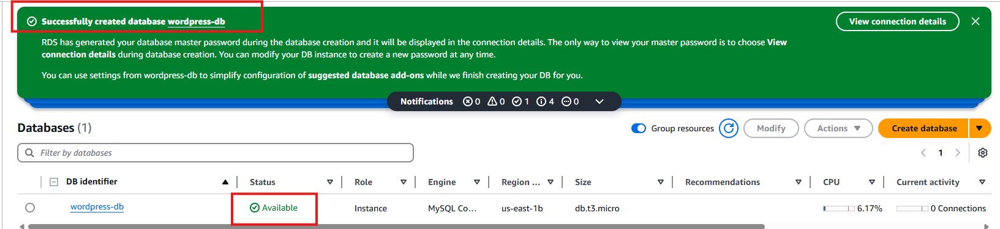 Successfully created database wordpress-db
View connection details
RDS has generated your database master password during the database creation and it will be displayed in the connection details. The only way to view your master password is to choose View
connection details during database creation. You can modify your DB instance to create a new password at any time.
You can use settings from wordpress-db to simplify configuration of suggested database add-ons while we finish creating your DB for you.
Notifications 0 0 1 4 0
Databases (1) Group resources Modify Actions Create database
Filter by databases 1
DB identifier Status Role Engine Region ... Size Recommendations CPU Current activity
wordpress-db Available Instance MySQL Co... us-east-1b db.t3.micro 6.17% 0 Connections